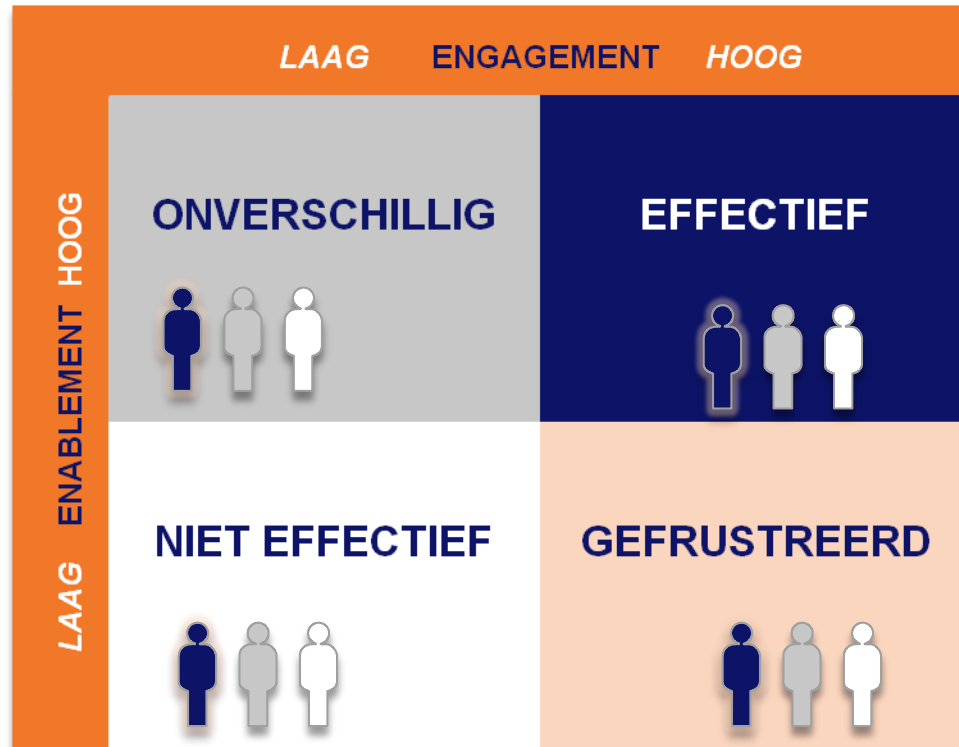 LAAG ENGAGEMENT HOOG
ONVERSCHILLIG EFFECTIEF
LAAG ENABLEMENT HOOG
NIET EFFECTIEF GEFRUSTREERD